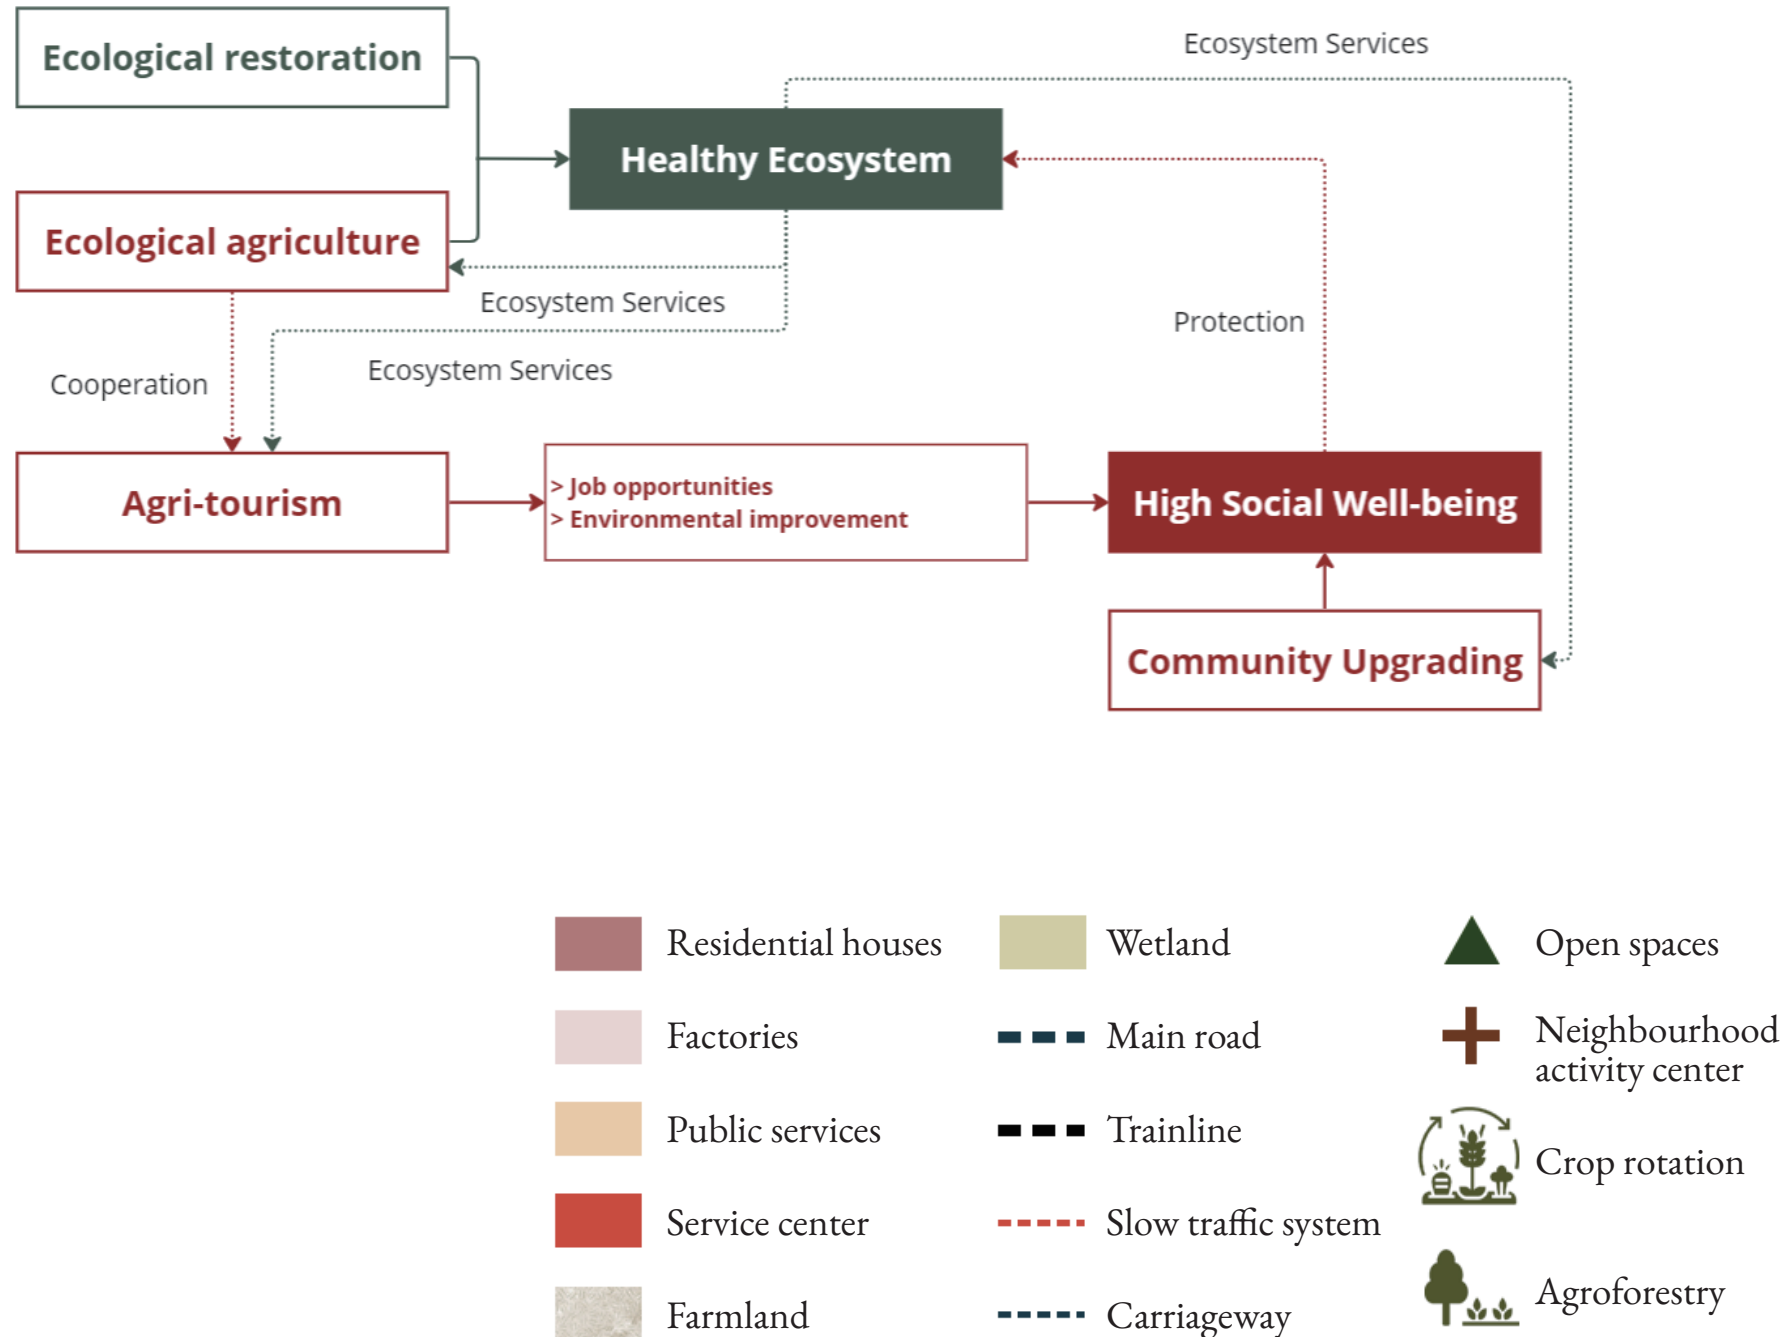 Ecological restoration
Ecosystem Services
Healthy Ecosystem
Ecological agriculture
Ecosystem Services
Protection
Ecosystem Services
Cooperation
Agri-tourism
> Job opportunities
> Environmental improvement
High Social Well-being
Community Upgrading
Residential houses
Factories
Public services
Service center
Farmland
Wetland
Main road
Trainline
Slow traffic system
Carriageway
Open spaces
Neighbourhood
activity center
Crop rotation
Agroforestry